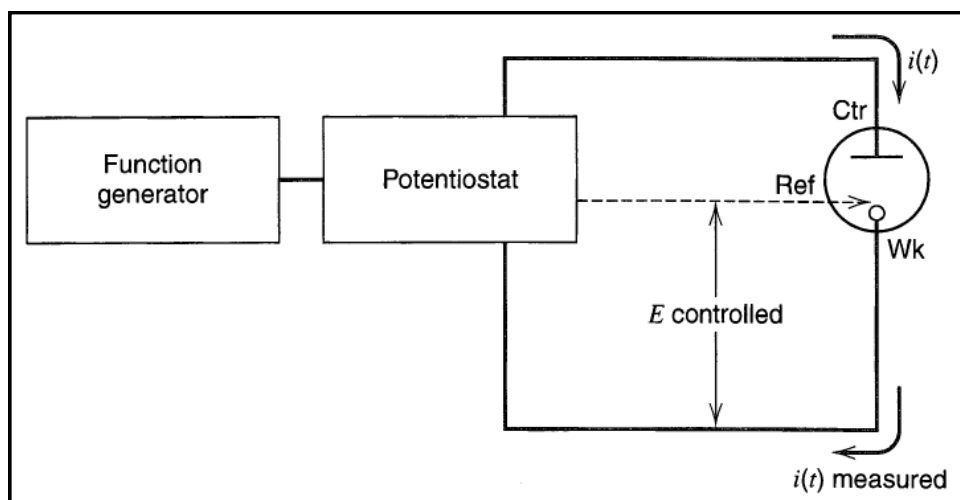 i(t)
Ctr
Function
generator
Potentiostat
Ref
Wk
E controlled
i(t) measured